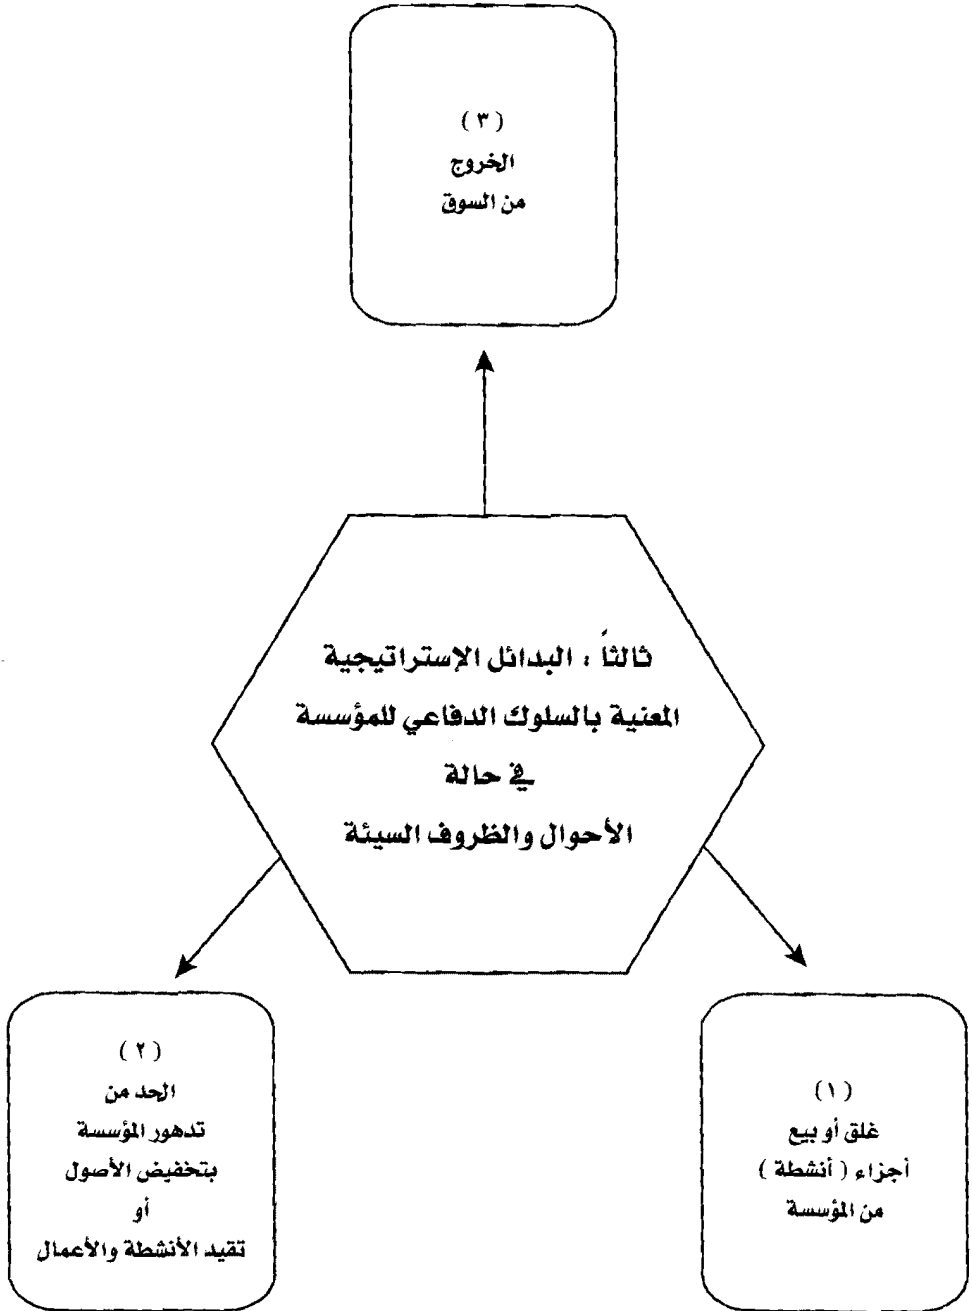 ( ٣ )
الخروج
من السوق
ثالثاً : البدائل الإستراتيجية
المعنية بالسلوك الدفاعي للمؤسسة
في حالة
الأحوال والظروف السيئة
( ١ )
غلق أو بيع
أجزاء ( أنشطة )
من المؤسسة
( ٢ )
الحد من
تدهور المؤسسة
بتخفيض الأصول
أو
تقيد الأنشطة والأعمال